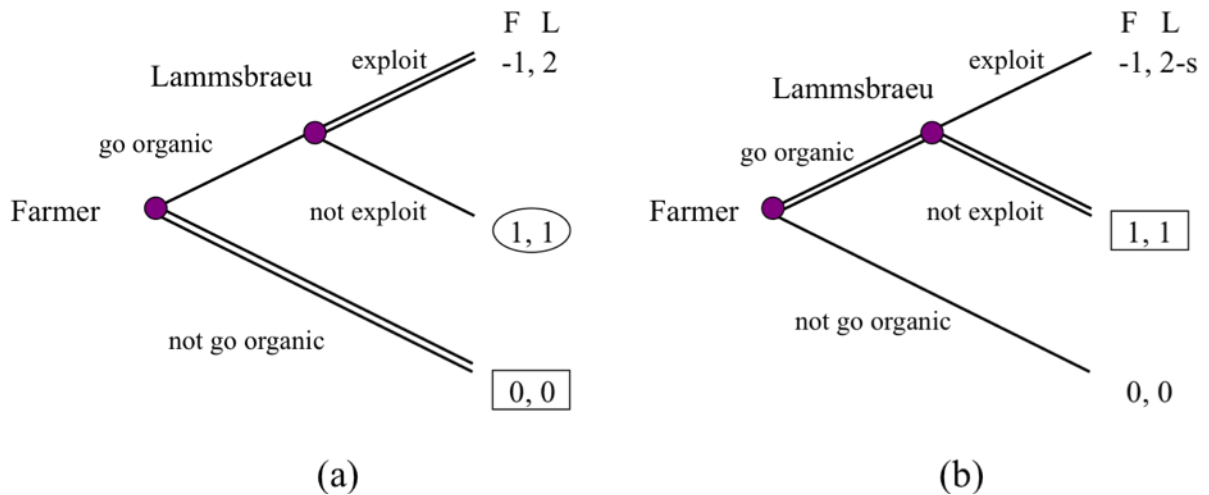 F L
exploit
-1, 2
Lammsbraeu
go organic
Farmer
not exploit
1, 1
not go organic
0, 0
(a)
F L
exploit
-1, 2-s
Lammsbraeu
go organic
Farmer
not exploit
1, 1
not go organic
0, 0
(b)